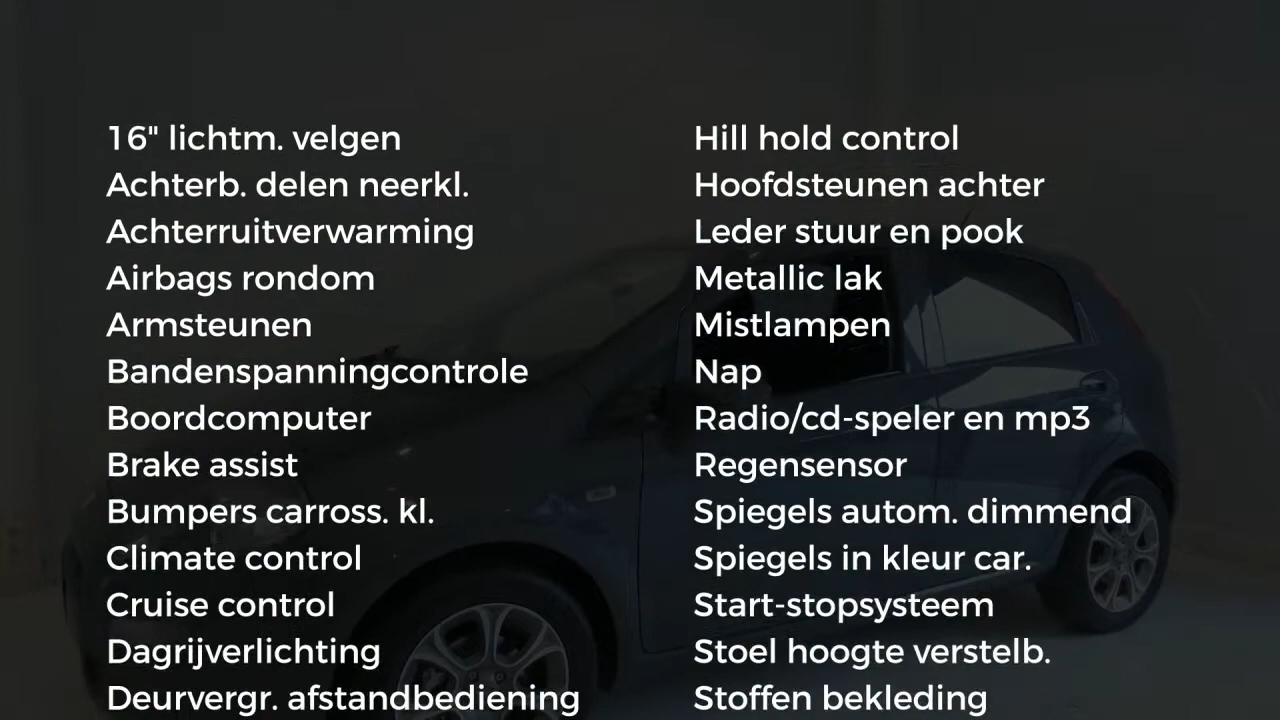 16" lichtm. velgen
Achterb. delen neerkl.
Achterruitverwarming
Airbags rondom
Armsteunen
Bandenspanningcontrole
Boordcomputer
Brake assist
Bumpers carross. kl.
Climate control
Cruise control
Dagrijverlichting
Deurvergr. afstandbediening
Hill hold control
Hoofdsteunen achter
Leder stuur en pook
Metallic lak
Mistlampen
Nap
Radio/cd-speler en mp3
Regensensor
Spiegels autom. dimmend
Spiegels in kleur car.
Start-stopsysteem
Stoel hoogte verstelb.
Stoffen bekleding